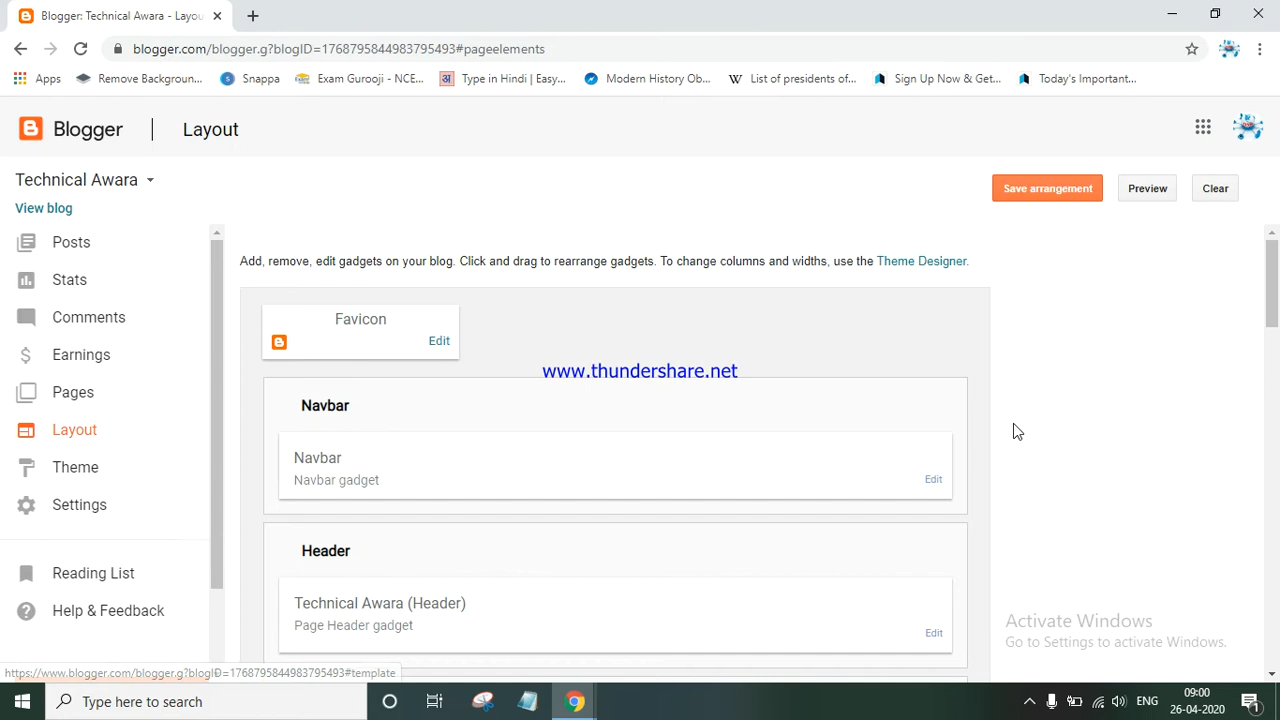 Blogger: Technical Awara - Layou
blogger.com/blogger.g?blogID=1768795844983795493#pageelements
Apps
Remove Backgroun...
Snappa
Exam Gurooji - NCE...
अ
Type in Hindi | Easy...
Modern History Ob...
W
List of presidents of...
Sign Up Now & Get...
Today's Important...
Blogger
Layout
Technical Awara
Save arrangement
Preview
Clear
View blog
Posts
Add, remove, edit gadgets on your blog. Click and drag to rearrange gadgets. To change columns and widths, use the Theme Designer.
Stats
Favicon
Comments
Edit
Earnings
www.thundershare.net
Pages
Navbar
Layout
Navbar
Theme
Navbar gadget
Edit
Settings
Header
Reading List
Technical Awara (Header)
Help & Feedback
Page Header gadget
Edit
Activate Windows
Go to Settings to activate Windows.
https://www.blogger.com/blogger.g?blogID=1768795844983795493#template
Type here to search
ENG
09:00
26-04-2020
1